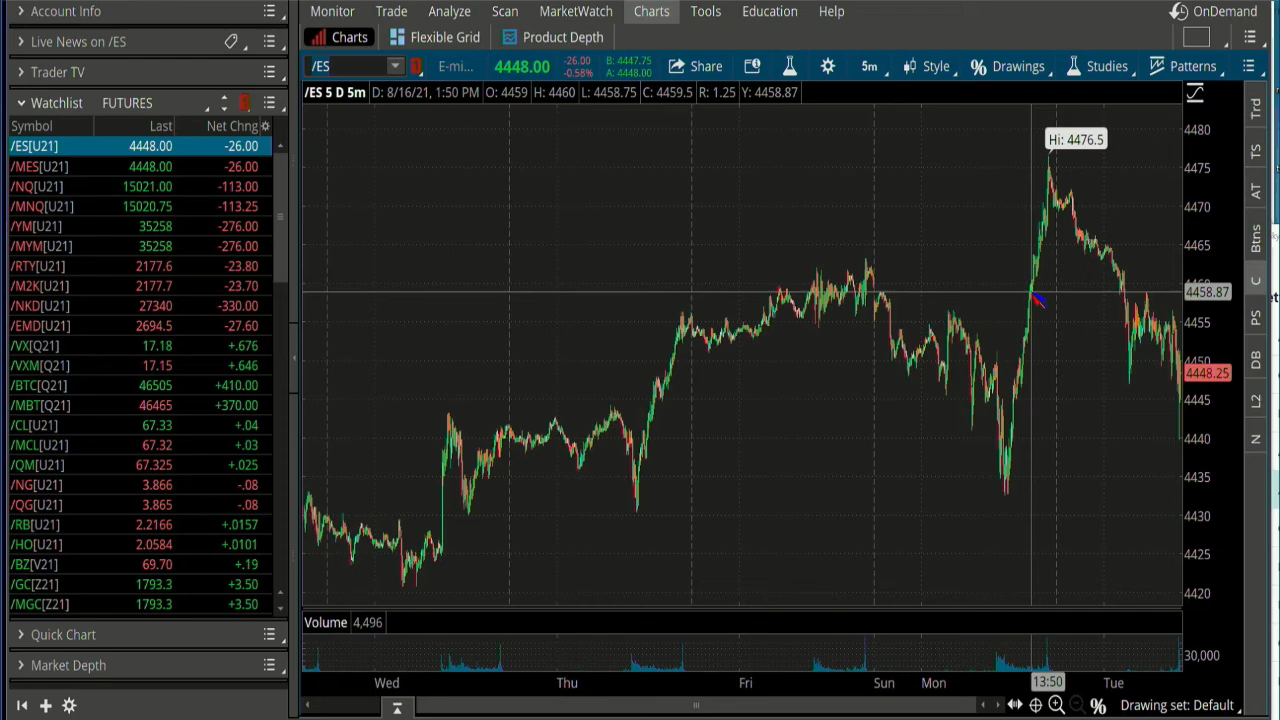 Account Info
Live News on /ES
Trader TV
Watchlist FUTURES
Symbol Last Net Chng
/ES[U21] 4448.00 -26.00
/MES[U21] 4448.00 -26.00
/NQ[U21] 15021.00 -113.00
/MNQ[U21] 15020.75 -113.25
/YM[U21] 35258 -276.00
/MYM[U21] 35258 -276.00
/RTY[U21] 2177.6 -23.80
/M2K[U21] 2177.7 -23.70
/NKD[U21] 27340 -330.00
/EMD[U21] 2694.5 -27.60
/VX[Q21] 17.18 +.676
/VXM[Q21] 17.15 +.646
/BTC[Q21] 46505 +410.00
/MBT[Q21] 46465 +370.00
/CL[U21] 67.33 +.04
/MCL[U21] 67.32 +.03
/QM[U21] 67.325 +.025
/NG[U21] 3.866 -.08
/QG[U21] 3.865 -.08
/RB[U21] 2.2166 +.0157
/HO[U21] 2.0584 +.0101
/BZ[V21] 69.70 +.19
/GC[Z21] 1793.3 +3.50
/MGC[Z21] 1793.3 +3.50
Quick Chart
Market Depth
Monitor Trade Analyze Scan MarketWatch Charts Tools Education Help OnDemand
Charts Flexible Grid Product Depth
/ES E-mi... 4448.00 -26.00 B: 4447.75
-0.58% A: 4448.00
Share 5m Style % Drawings Studies Patterns
/ES 5 D 5m D: 8/16/21, 1:50 PM O: 4459 H: 4460 L: 4458.75 C: 4459.5 R: 1.25 Y: 4458.87
Hi: 4476.5
4480
4475
4470
4465
4458.87
4455
4450
4448.25
4445
4440
4435
4430
4425
4420
Volume 4,496
30,000
Wed Thu Fri Sun Mon 13:50 Tue
% Drawing set: Default
Trd
TS
AT
Btns
C
PS
DB
L2
N